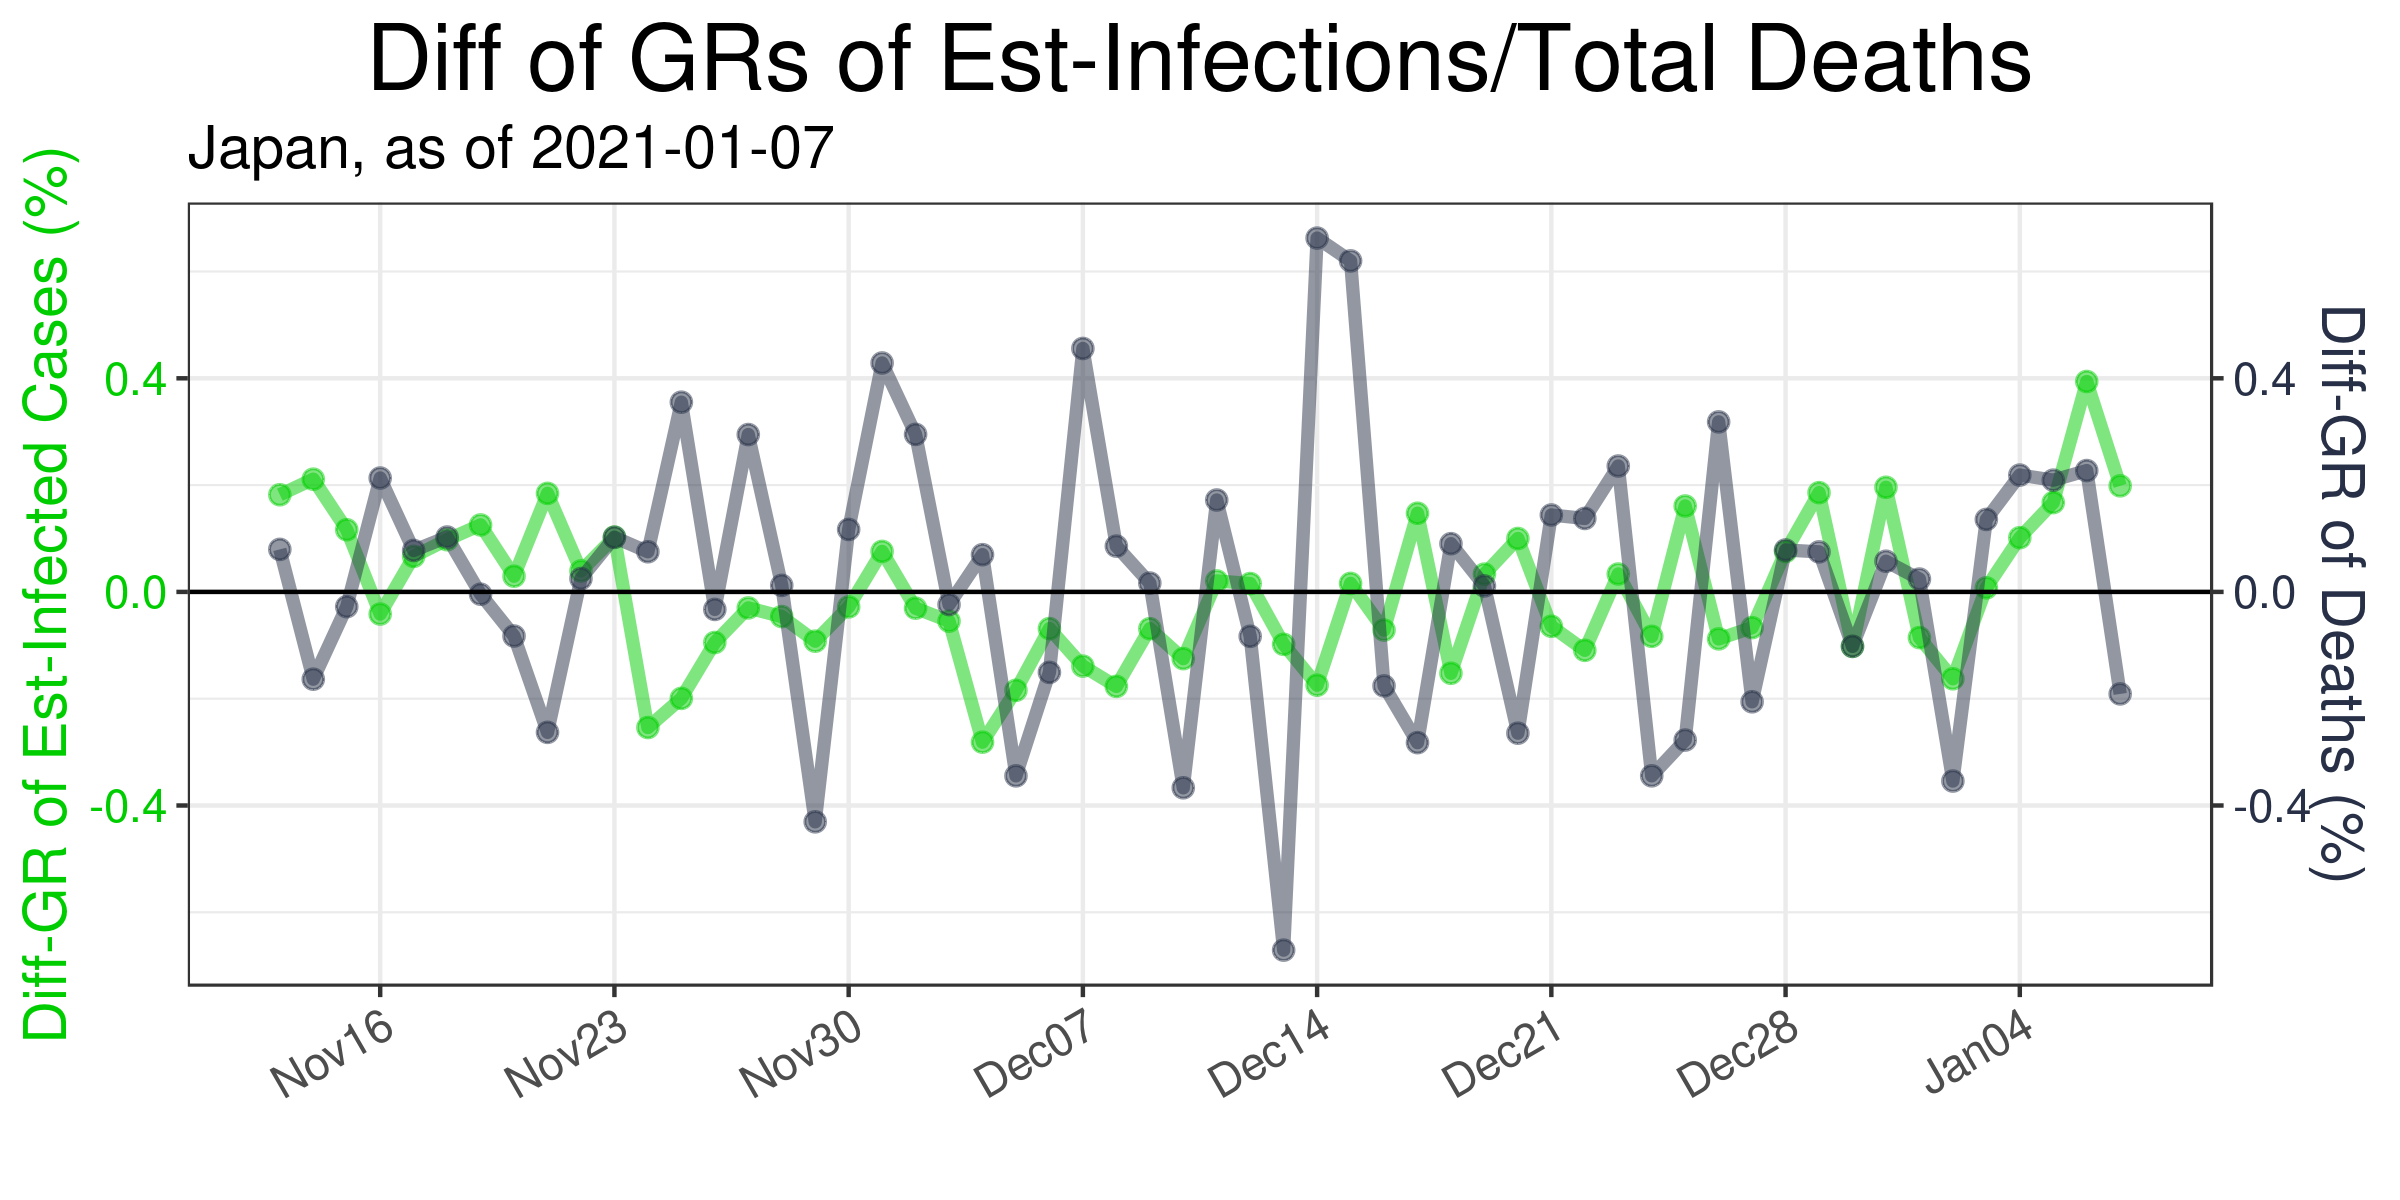 Diff of GRs of Est-Infections/Total Deaths
Japan, as of 2021-01-07
Diff-GR of Est-Infected Cases (%)
0.4
0.0
-0.4
0.4
0.0
-0.4
Diff-GR of Deaths (%)
Nov16
Nov23
Nov30
Dec07
Dec14
Dec21
Dec28
Jan04